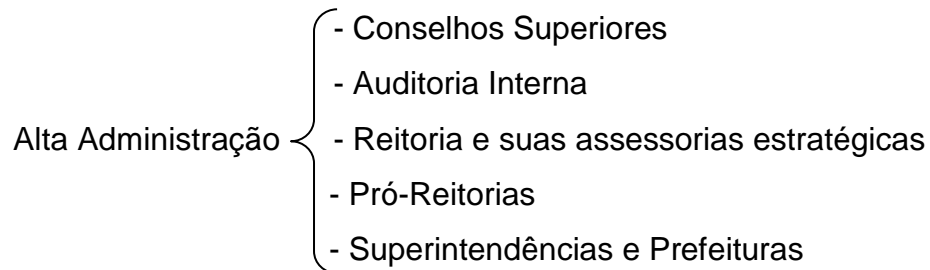 - Conselhos Superiores
- Auditoria Interna
Alta Administração - Reitoria e suas assessorias estratégicas
- Pró-Reitorias
- Superintendências e Prefeituras